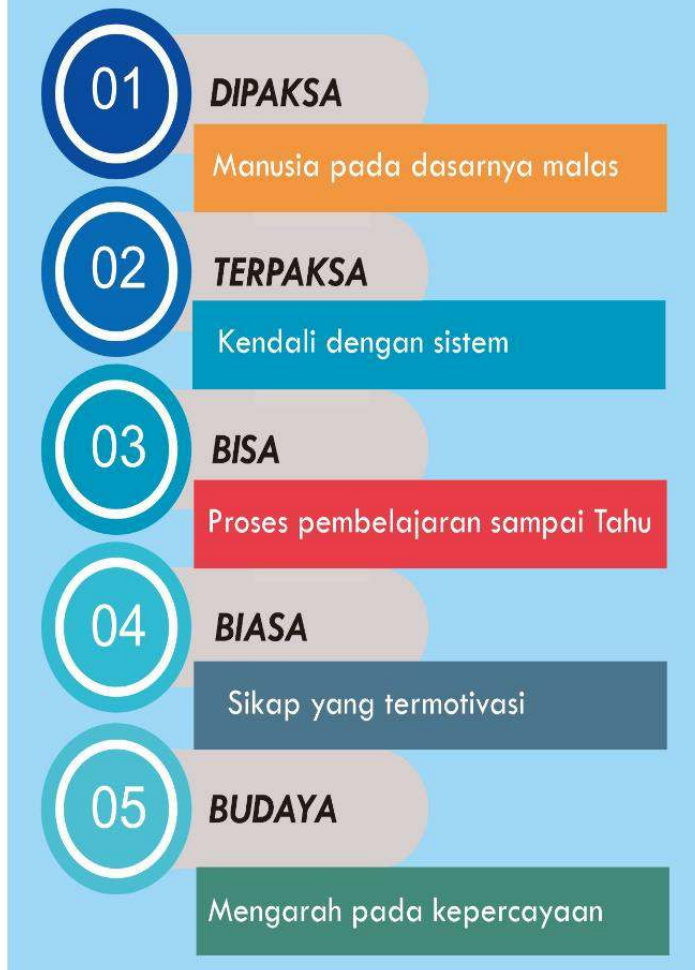 01
DIPAKSA
Manusia pada dasarnya malas
02
TERPAKSA
Kendali dengan sistem
03
BISA
Proses pembelajaran sampai Tahu
04
BIASA
Sikap yang termotivasi
05
BUDAYA
Mengarah pada kepercayaan